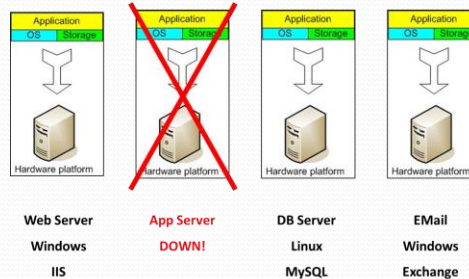 Application
OS Storage
Hardware platform
Web Server
Windows
IIS
Application
OS Storage
Hardware platform
App Server
DOWN!
Application
OS Storage
Hardware platform
DB Server
Linux
MySQL
Application
OS Storage
Hardware platform
EMail
Windows
Exchange